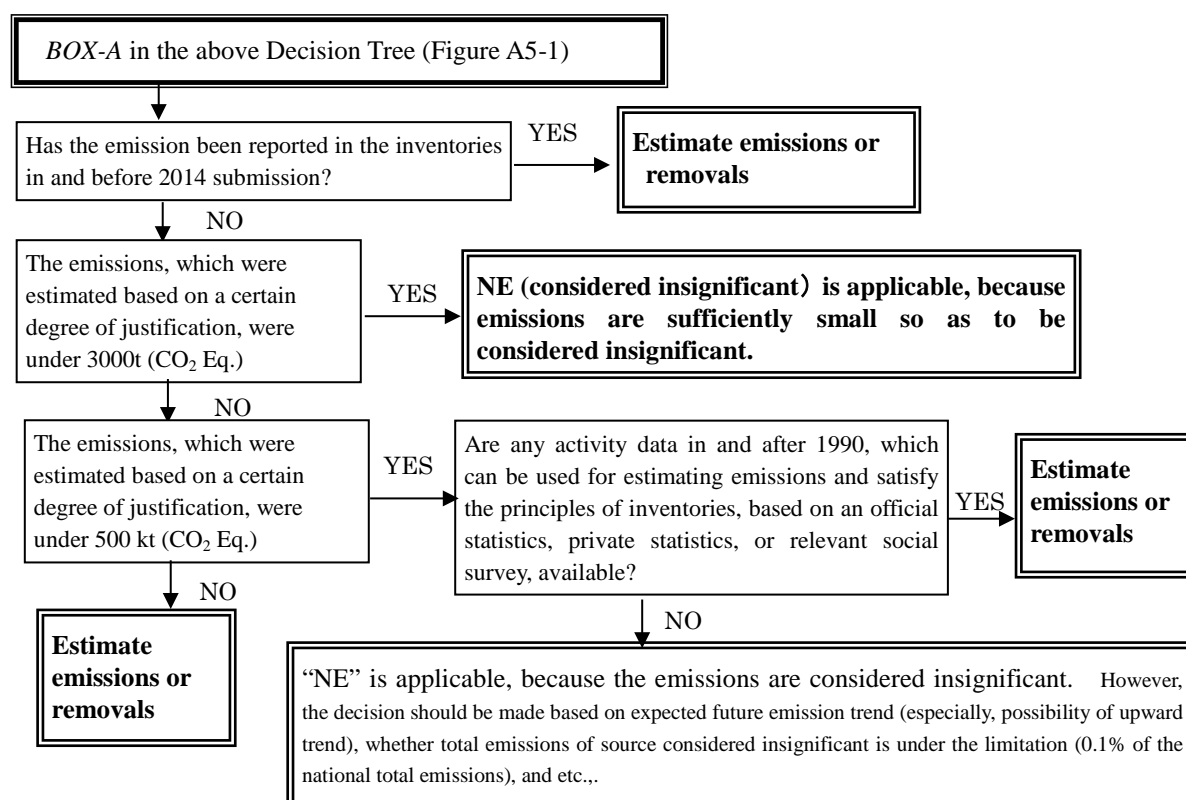 BOX-A in the above Decision Tree (Figure A5-1)
Has the emission been reported in the inventories
in and before 2014 submission?
YES
Estimate emissions or
removals
NO
The emissions, which were
estimated based on a certain
degree of justification, were
under 3000t (CO₂ Eq.)
YES
NE (considered insignificant）is applicable, because
emissions are sufficiently small so as to be
considered insignificant.
NO
The emissions, which were
estimated based on a certain
degree of justification, were
under 500 kt (CO₂ Eq.)
YES
Are any activity data in and after 1990, which
can be used for estimating emissions and satisfy
the principles of inventories, based on an official
statistics, private statistics, or relevant social
survey, available?
YES
Estimate
emissions or
removals
NO
Estimate
emissions or
removals
NO
“NE” is applicable, because the emissions are considered insignificant. However,
the decision should be made based on expected future emission trend (especially, possibility of upward
trend), whether total emissions of source considered insignificant is under the limitation (0.1% of the
national total emissions), and etc.,.